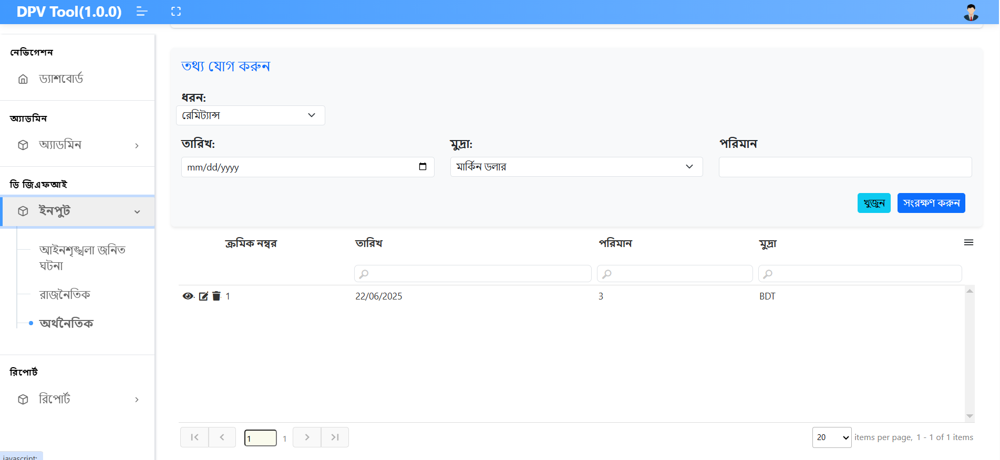 DPV Tool(1.0.0)
নেভিগেশন
ড্যাশবোর্ড
অ্যাডমিন
অ্যাডমিন
ডি জিএফআই
ইনপুট
আইনশৃঙ্খলা জনিত
ঘটনা
রাজনৈতিক
অর্থনৈতিক
রিপোর্ট
রিপোর্ট
javascript:
তথ্য যোগ করুন
ধরন:
রেমিট্যান্স
তারিখ: মুদ্রা: পরিমান
mm/dd/yyyy মার্কিন ডলার
খুজুন সংরক্ষণ করুন
ক্রমিক নম্বর তারিখ পরিমান মুদ্রা
1 22/06/2025 3 BDT
1 1 20 items per page, 1 - 1 of 1 items